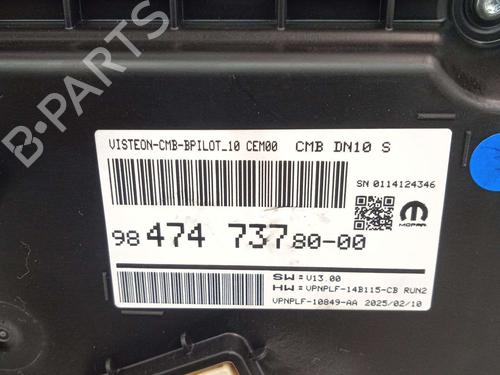 VISTEON-CMB-BPILOT_10 CEM00 CMB DN10 S
SN 0114124346
MOPAR
98 474 737 80-00
SW:V13.00
HW:VPNPLF-14B115-CB RUN2
VPNPLF-10849-AA 2025/02/10
B-PARTS